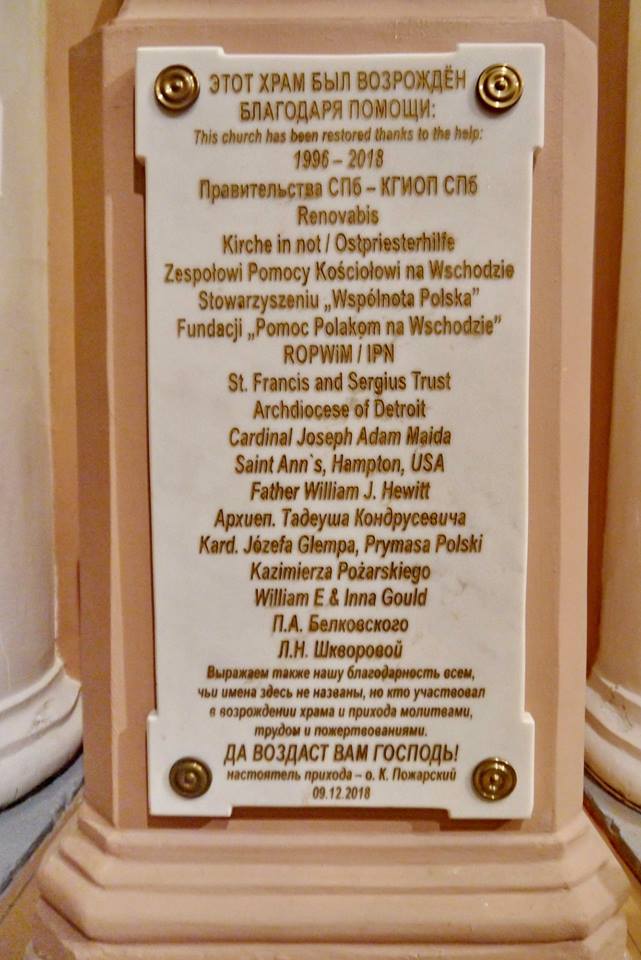 ЭТОТ ХРАМ БЫЛ ВОЗРОЖДЁН
БЛАГОДАРЯ ПОМОЩИ:
This church has been restored thanks to the help:
1996 – 2018
Правительства СПб – КГИОП СПб
Renovabis
Kirche in not / Ostpriesterhilfe
Zespołowi Pomocy Kościołowi na Wschodzie
Stowarzyszeniu „Wspólnota Polska”
Fundacji „Pomoc Polakom na Wschodzie”
ROPWiM / IPN
St. Francis and Sergius Trust
Archdiocese of Detroit
Cardinal Joseph Adam Maida
Saint Ann`s, Hampton, USA
Father William J. Hewitt
Архиеп. Тадеуша Кондрусевича
Kard. Józefa Glempa, Prymasa Polski
Kazimierza Pożarskiego
William E & Inna Gould
П.А. Белковского
Л.Н. Шкворовой
Выражаем также нашу благодарность всем,
чьи имена здесь не названы, но кто участвовал
в возрождении храма и прихода молитвами,
трудом и пожертвованиями.
ДА ВОЗДАСТ ВАМ ГОСПОДЬ!
настоятель прихода – о. К. Пожарский
09.12.2018